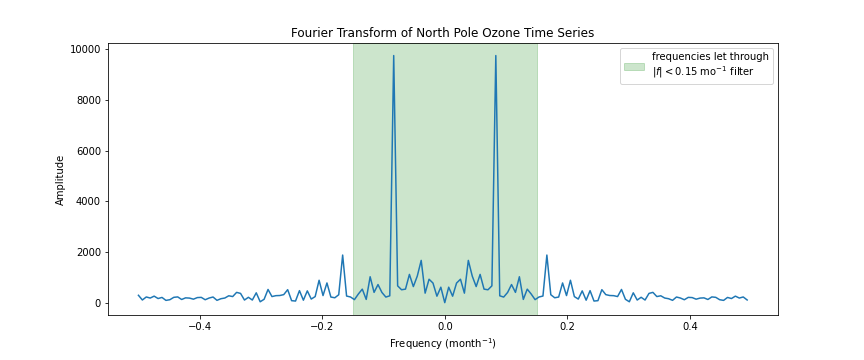 Fourier Transform of North Pole Ozone Time Series
10000
8000
6000
4000
2000
0
Amplitude
frequencies let through
|f| < 0.15 mo⁻¹ filter
−0.4
−0.2
0.0
0.2
0.4
Frequency (month⁻¹)